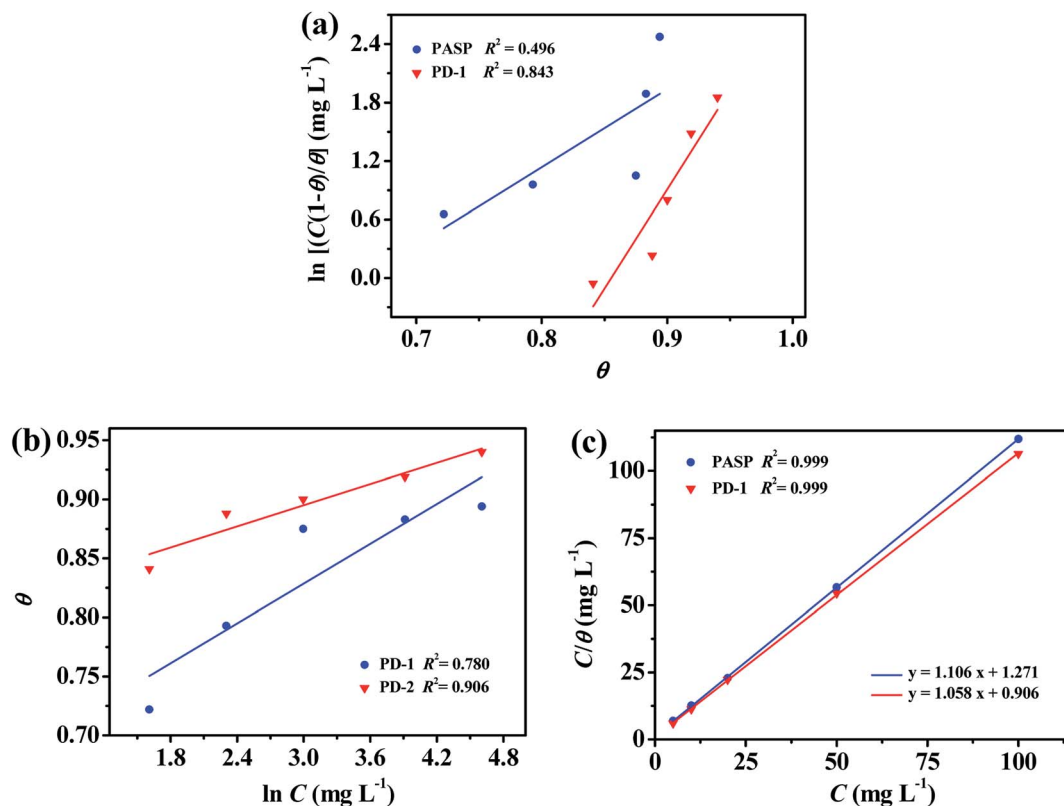 (a)
PASP R² = 0.496
PD-1 R² = 0.843
ln [(C(1-θ)/θ] (mg L⁻¹)
2.4
1.8
1.2
0.6
0.0
0.7 0.8 0.9 1.0
θ
(b)
θ
0.95
0.90
0.85
0.80
0.75
0.70
PD-1 R² = 0.780
PD-2 R² = 0.906
1.8 2.4 3.0 3.6 4.2 4.8
ln C (mg L⁻¹)
(c)
PASP R² = 0.999
PD-1 R² = 0.999
C/θ (mg L⁻¹)
100
75
50
25
0
y = 1.106 x + 1.271
y = 1.058 x + 0.906
0 25 50 75 100
C (mg L⁻¹)